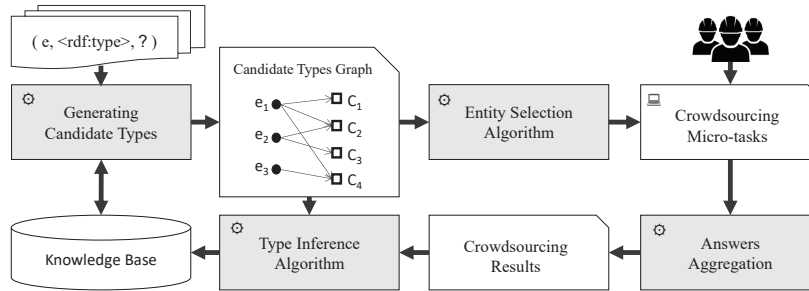 ( e, <rdf:type>, ? )
Generating
Candidate Types
Candidate Types Graph
e1
e2
e3
C1
C2
C3
C4
Entity Selection
Algorithm
Crowdsourcing
Micro-tasks
Knowledge Base
Type Inference
Algorithm
Crowdsourcing
Results
Answers
Aggregation